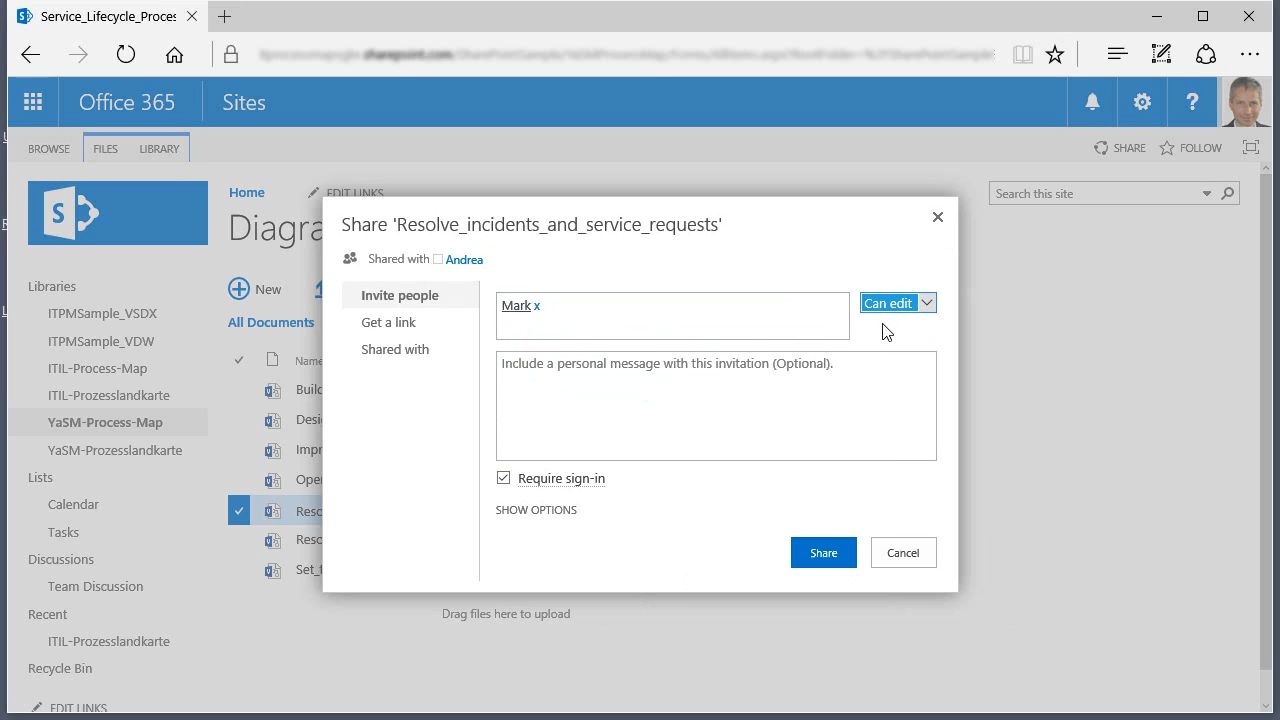 Service_Lifecycle_Proces
Office 365
Sites
BROWSE
FILES
LIBRARY
SHARE
FOLLOW
Home
EDIT LINKS
Search this site
Diagra
Share 'Resolve_incidents_and_service_requests'
Shared with Andrea
Invite people
Get a link
Shared with
Mark x
Can edit
Include a personal message with this invitation (Optional).
Require sign-in
SHOW OPTIONS
Share
Cancel
Libraries
ITPMSample_VSDX
ITPMSample_VDW
ITIL-Process-Map
ITIL-Prozesslandkarte
YaSM-Process-Map
YaSM-Prozesslandkarte
Lists
Calendar
Tasks
Discussions
Team Discussion
Recent
ITIL-Prozesslandkarte
Recycle Bin
EDIT LINKS
New
All Documents
Name
Build
Desig
Impr
Oper
Reso
Reso
Set_t
Drag files here to upload